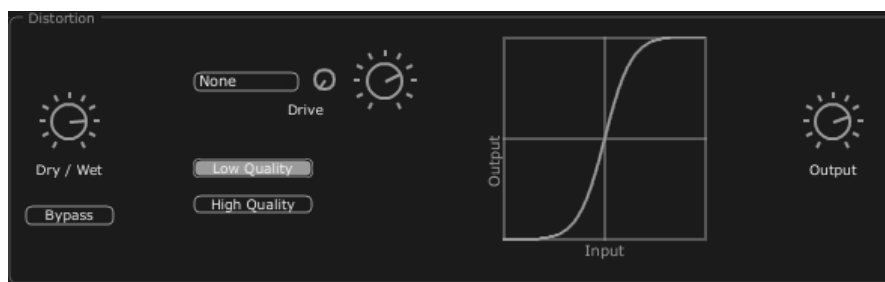 Distortion
None
Drive
Dry / Wet
Low Quality
High Quality
Bypass
Output
Input
Output